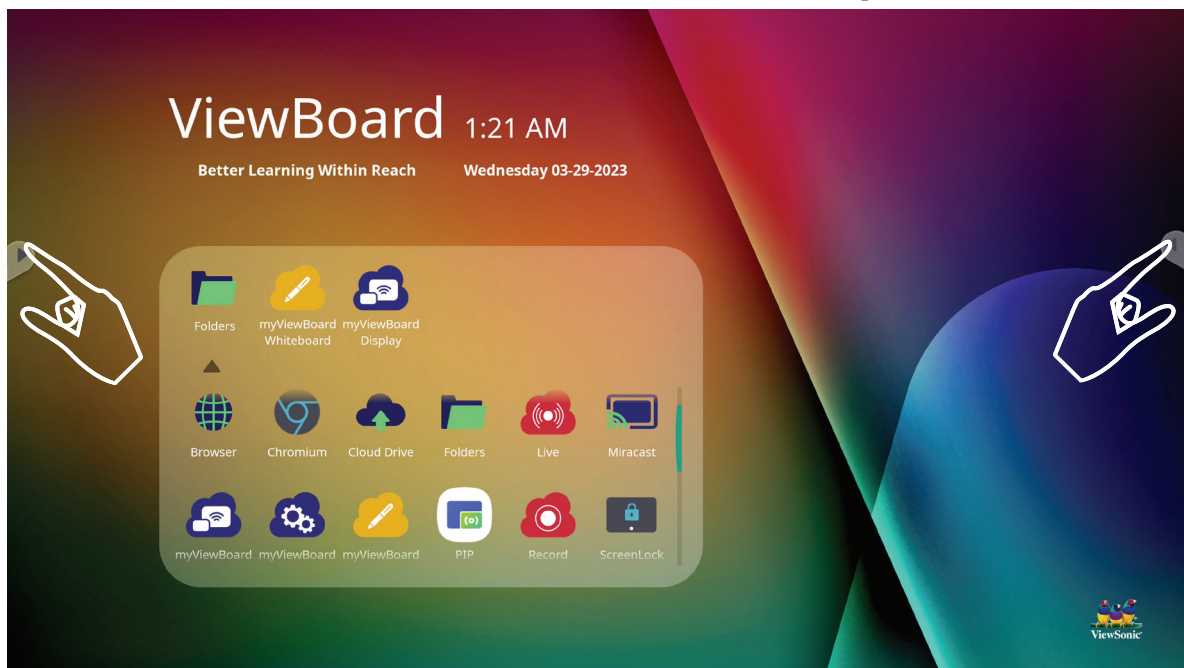 ViewBoard 1:21 AM
Better Learning Within Reach Wednesday 03-29-2023
Folders myViewBoard myViewBoard
Whiteboard Display
Browser Chromium Cloud Drive Folders Live Miracast
myViewBoard myViewBoard myViewBoard PIP Record ScreenLock
ViewSonic